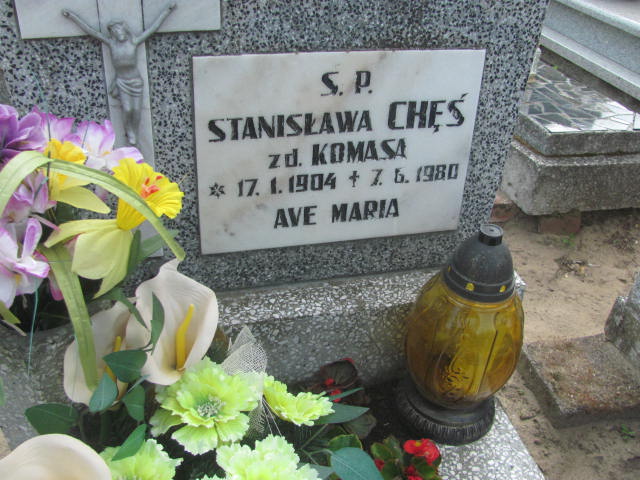 Ś. P.
STANISŁAWA CHĘŚ
zd. KOMASA
* 17. 1. 1904 + 7. 6. 1980
AVE MARIA